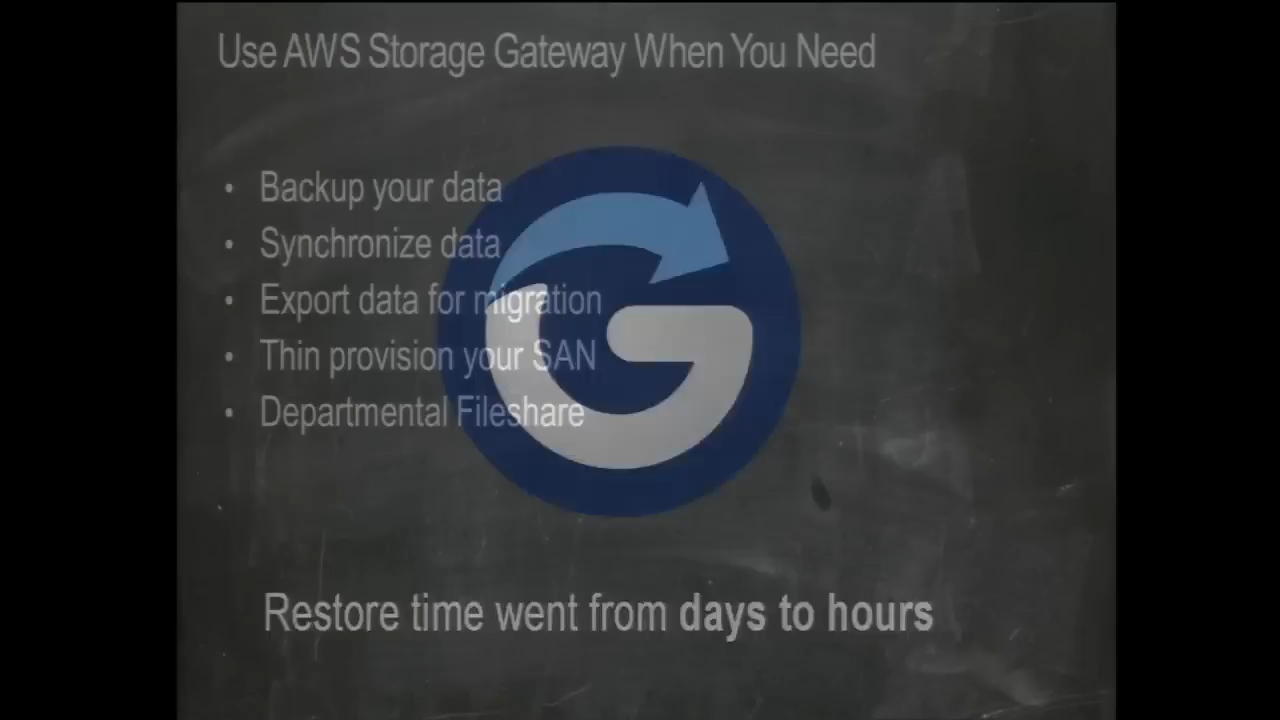 Use AWS Storage Gateway When You Need
• Backup your data
• Synchronize data
• Export data for migration
• Thin provision your SAN
• Departmental Fileshare
G
Restore time went from days to hours